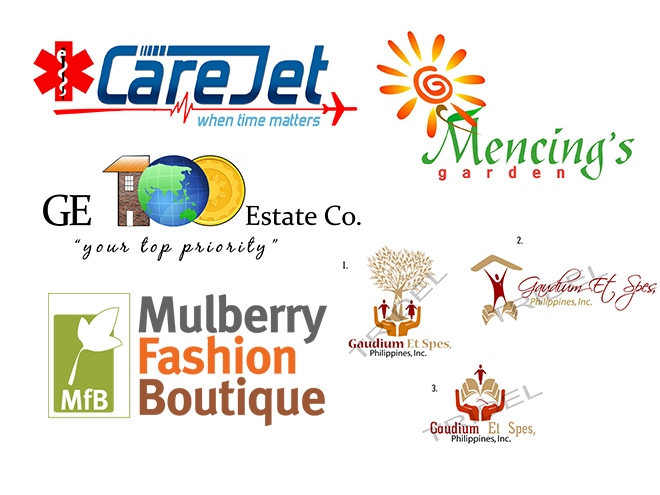 CareJet
when time matters
Mencing's
garden
GE Estate Co.
"your top priority"
MfB
Mulberry
Fashion
Boutique
1.
Gaudium Et Spes,
Philippines, Inc.
2.
Gaudium Et Spes,
Philippines, Inc.
3.
Gaudium Et Spes,
Philippines, Inc.